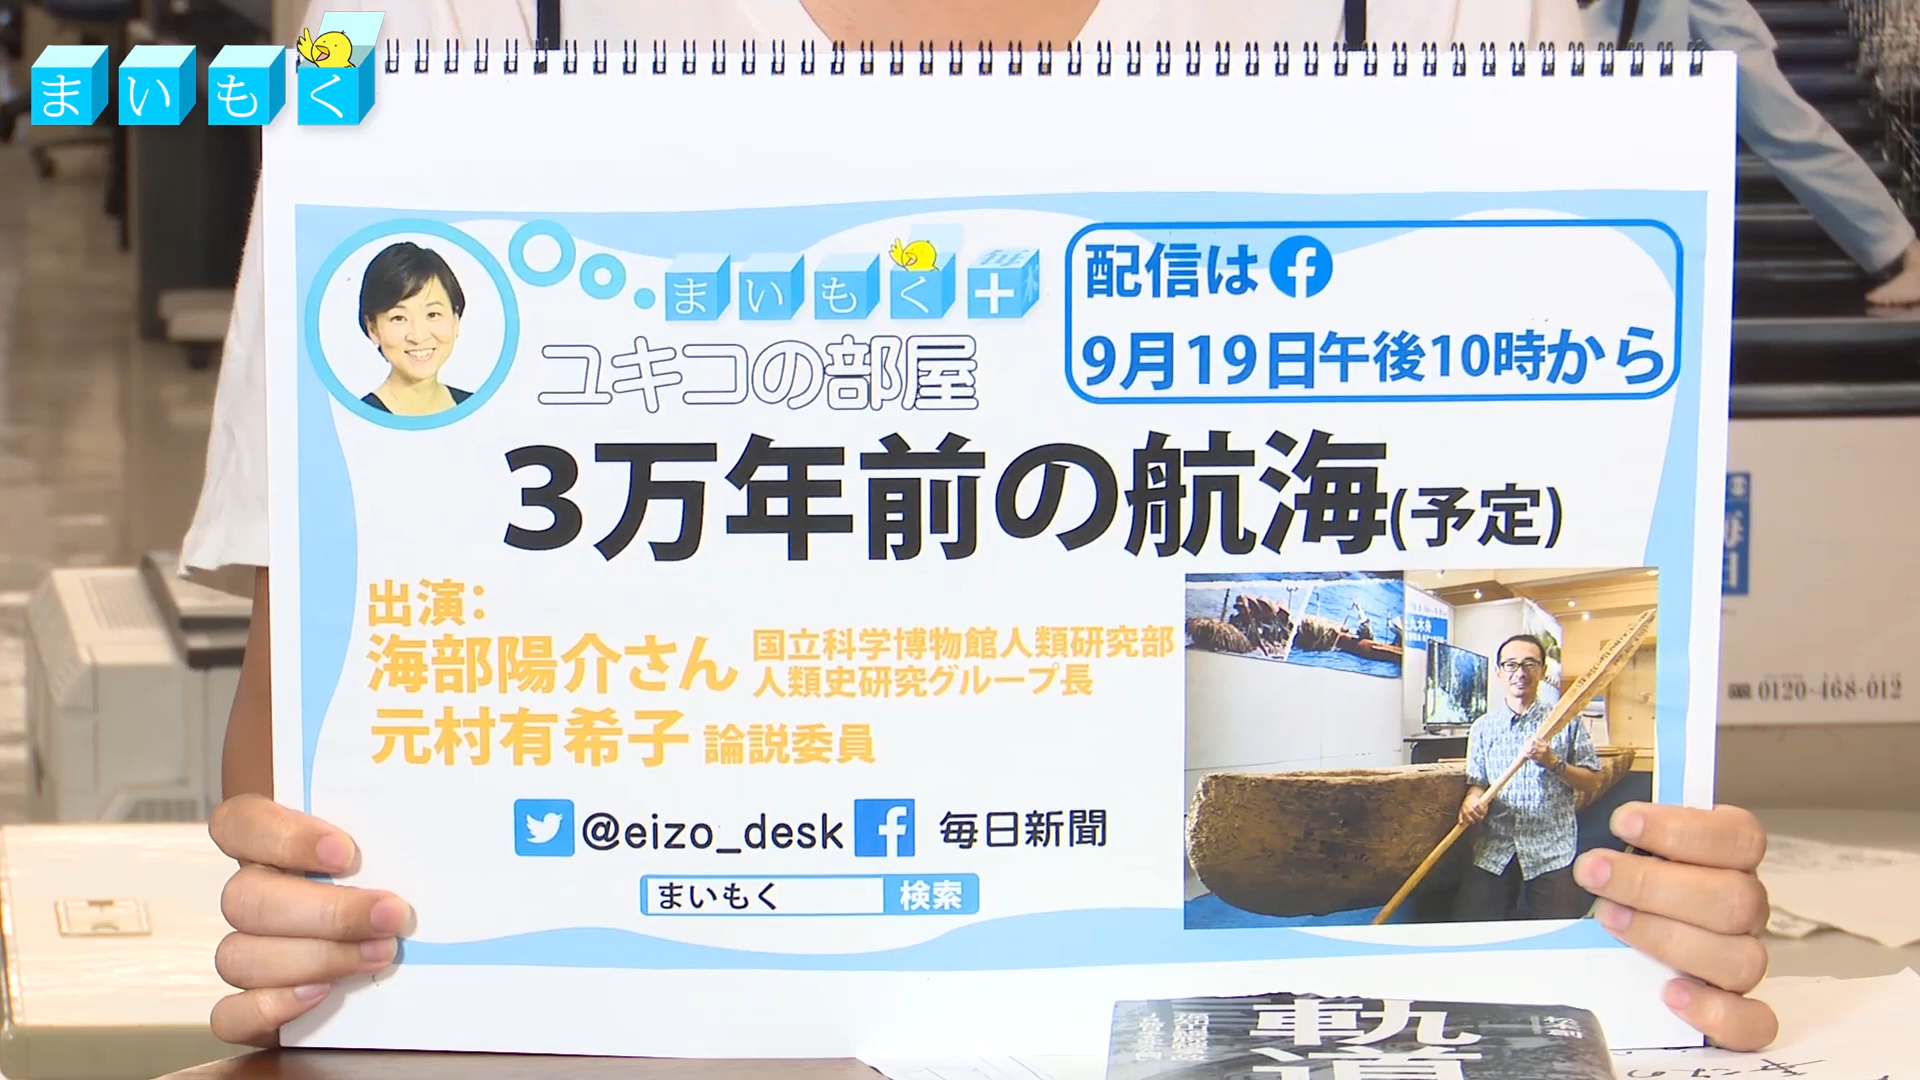 まいもく
まいもく+
ユキコの部屋
配信は
9月19日午後10時から
3万年前の航海(予定)
出演:
海部陽介さん 国立科学博物館人類研究部
人類史研究グループ長
元村有希子 論説委員
@eizo_desk 毎日新聞
まいもく 検索
0120-468-012
軌道